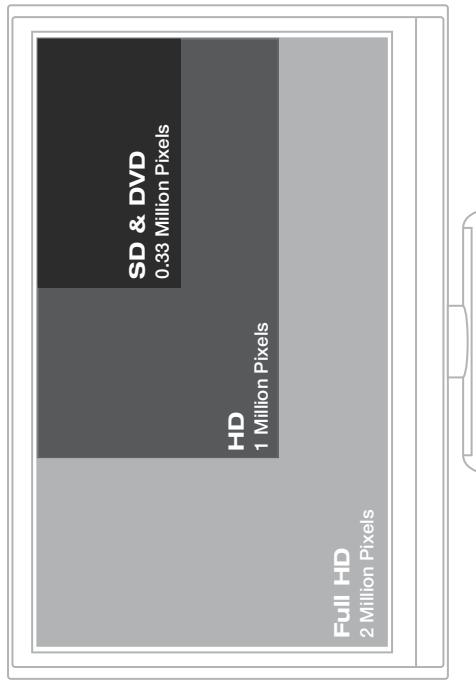 SD & DVD
0.33 Million Pixels
HD
1 Million Pixels
Full HD
2 Million Pixels